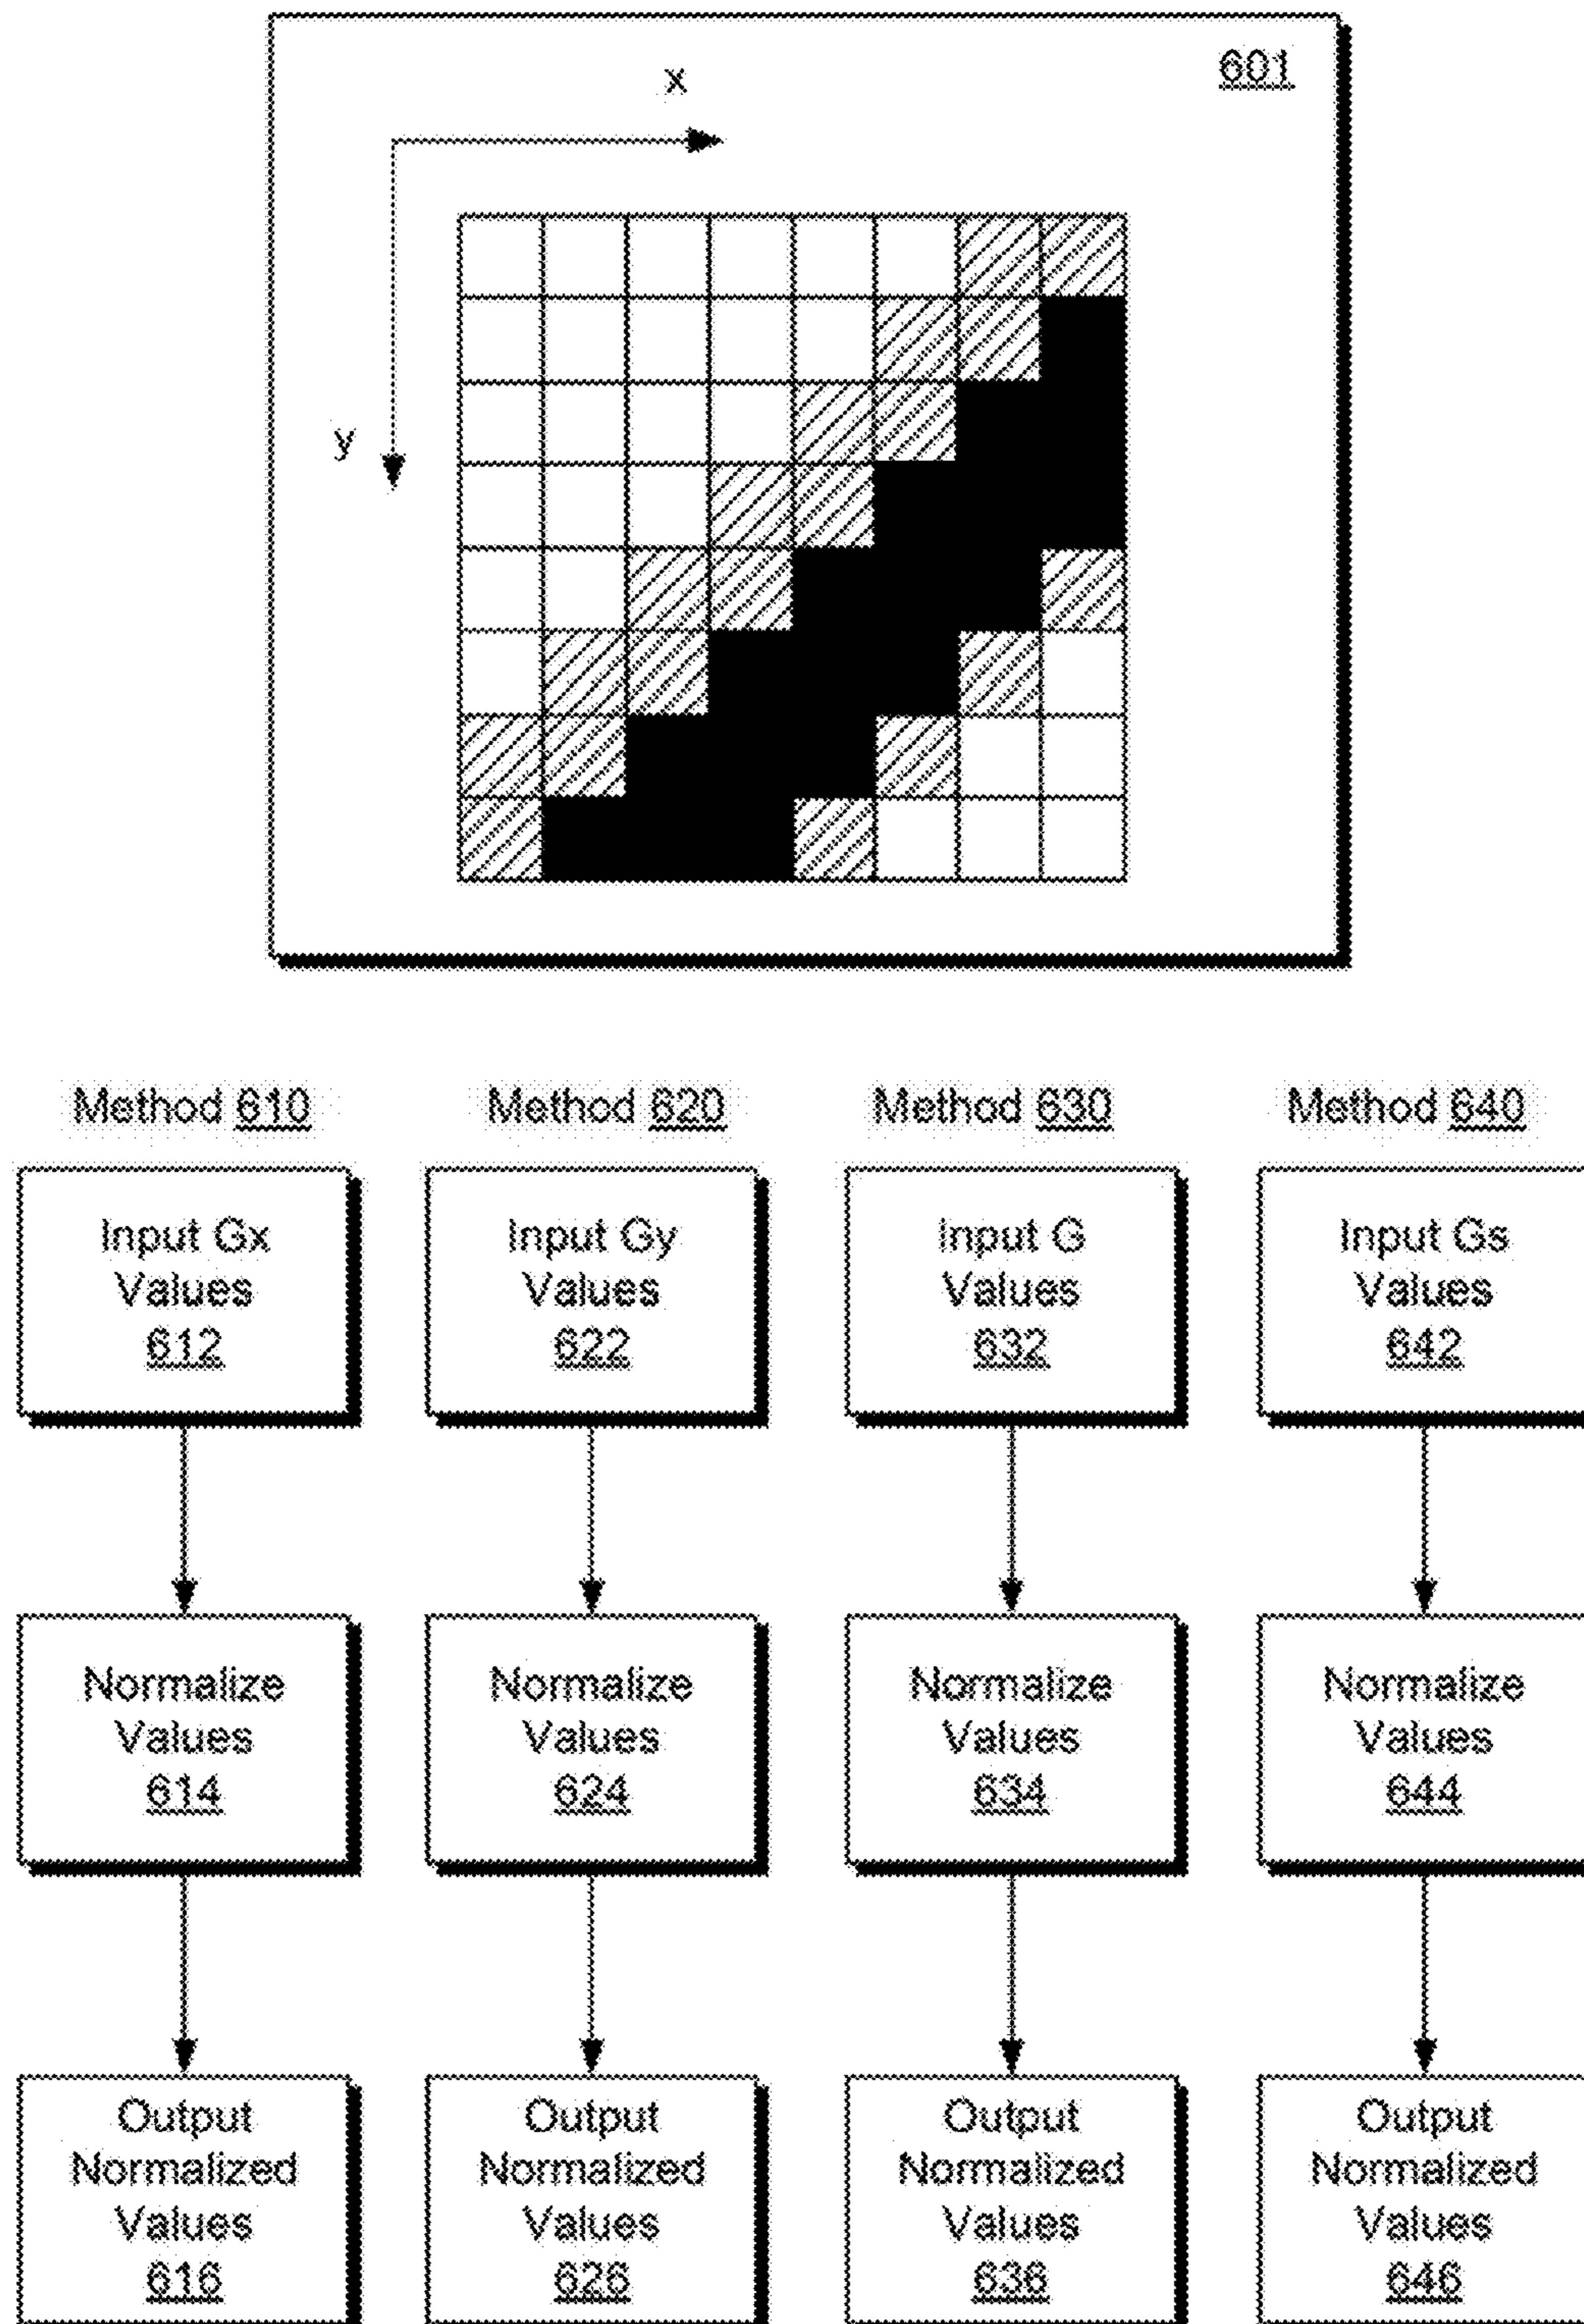 601
x
y
Method 610
Method 620
Method 630
Method 640
Input Gx
Values
612
Input Gy
Values
622
Input G
Values
632
Input Gs
Values
642
Normalize
Values
614
Normalize
Values
624
Normalize
Values
634
Normalize
Values
644
Output
Normalized
Values
616
Output
Normalized
Values
626
Output
Normalized
Values
636
Output
Normalized
Values
646